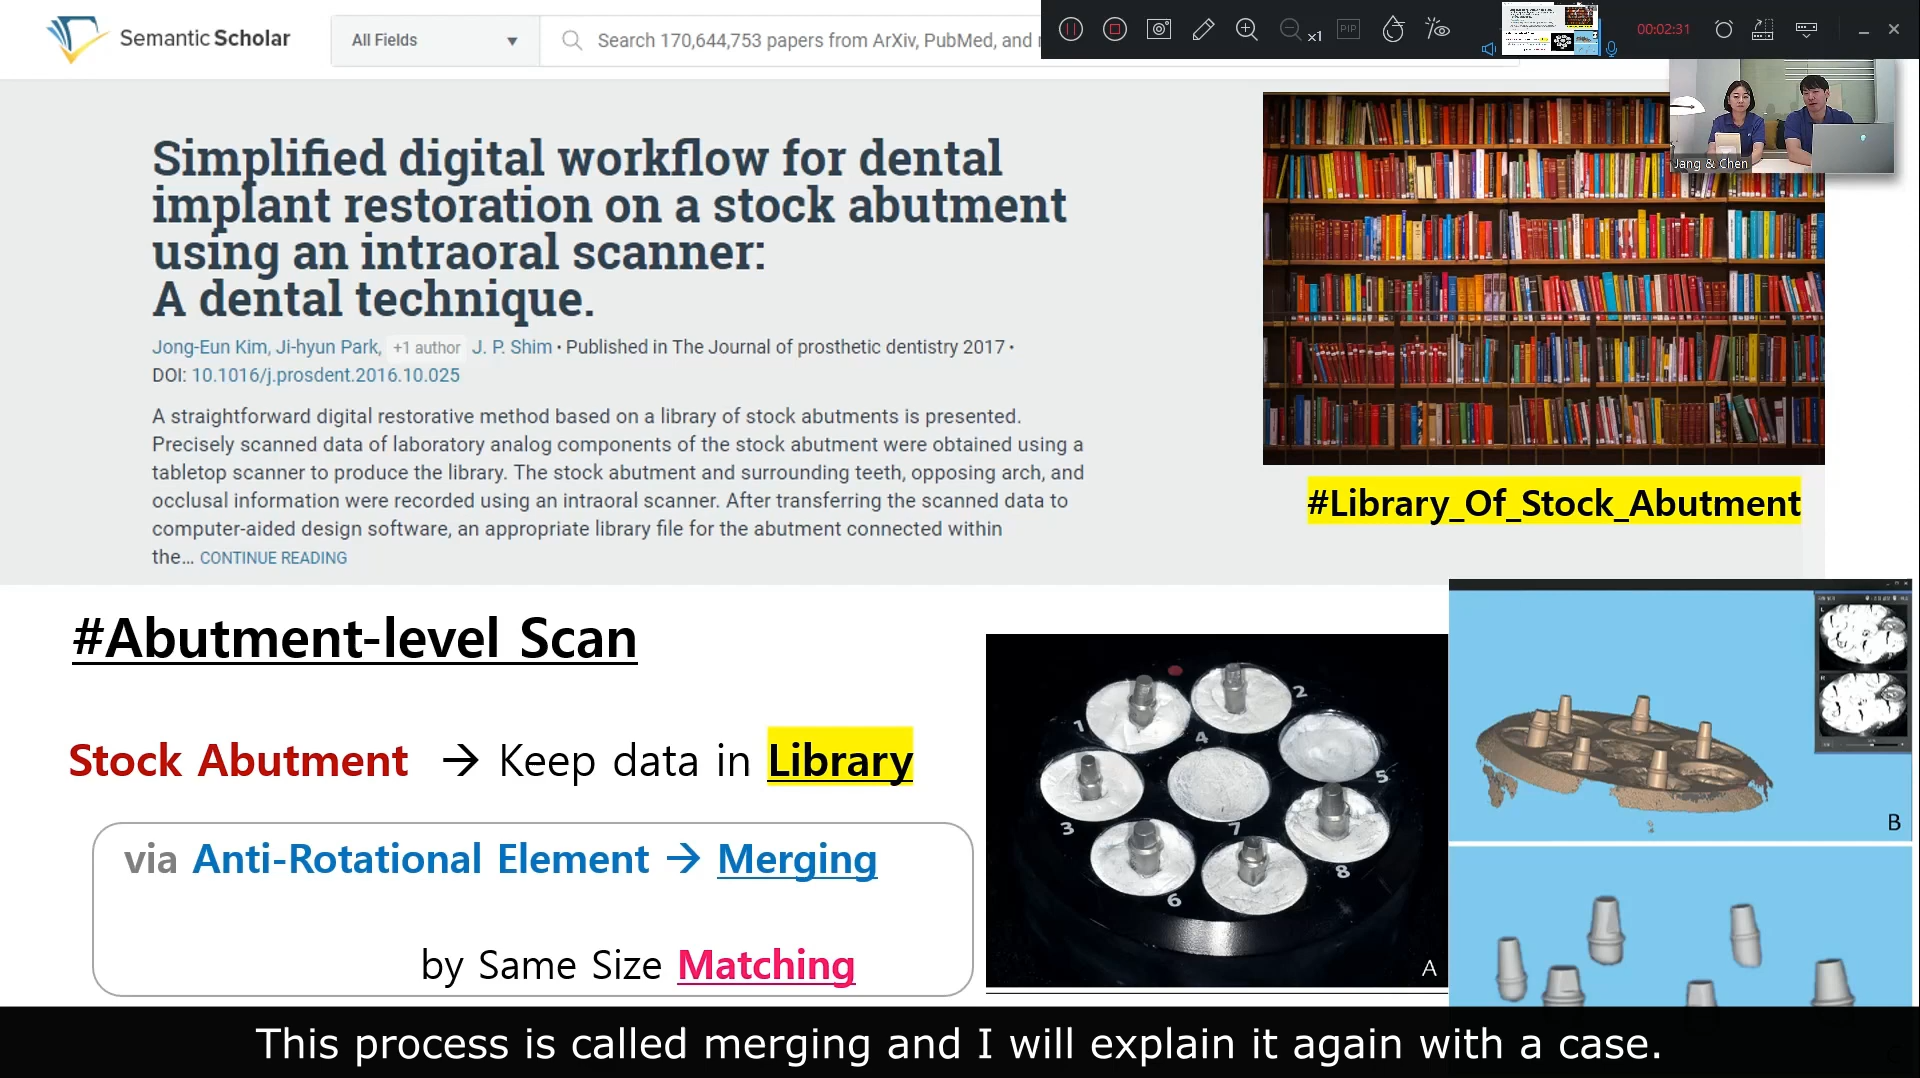 Semantic Scholar
All Fields
Search 170,644,753 papers from ArXiv, PubMed, and
x1
PIP
00:02:31
Jang & Chen
Simplified digital workflow for dental
implant restoration on a stock abutment
using an intraoral scanner:
A dental technique.
Jong-Eun Kim, Ji-hyun Park, +1 author J. P. Shim • Published in The Journal of prosthetic dentistry 2017 •
DOI: 10.1016/j.prosdent.2016.10.025
A straightforward digital restorative method based on a library of stock abutments is presented.
Precisely scanned data of laboratory analog components of the stock abutment were obtained using a
tabletop scanner to produce the library. The stock abutment and surrounding teeth, opposing arch, and
occlusal information were recorded using an intraoral scanner. After transferring the scanned data to
computer-aided design software, an appropriate library file for the abutment connected within
the... CONTINUE READING
#Library_Of_Stock_Abutment
#Abutment-level Scan
Stock Abutment → Keep data in Library
via Anti-Rotational Element → Merging
by Same Size Matching
1
2
3
4
5
6
7
8
A
B
This process is called merging and I will explain it again with a case.